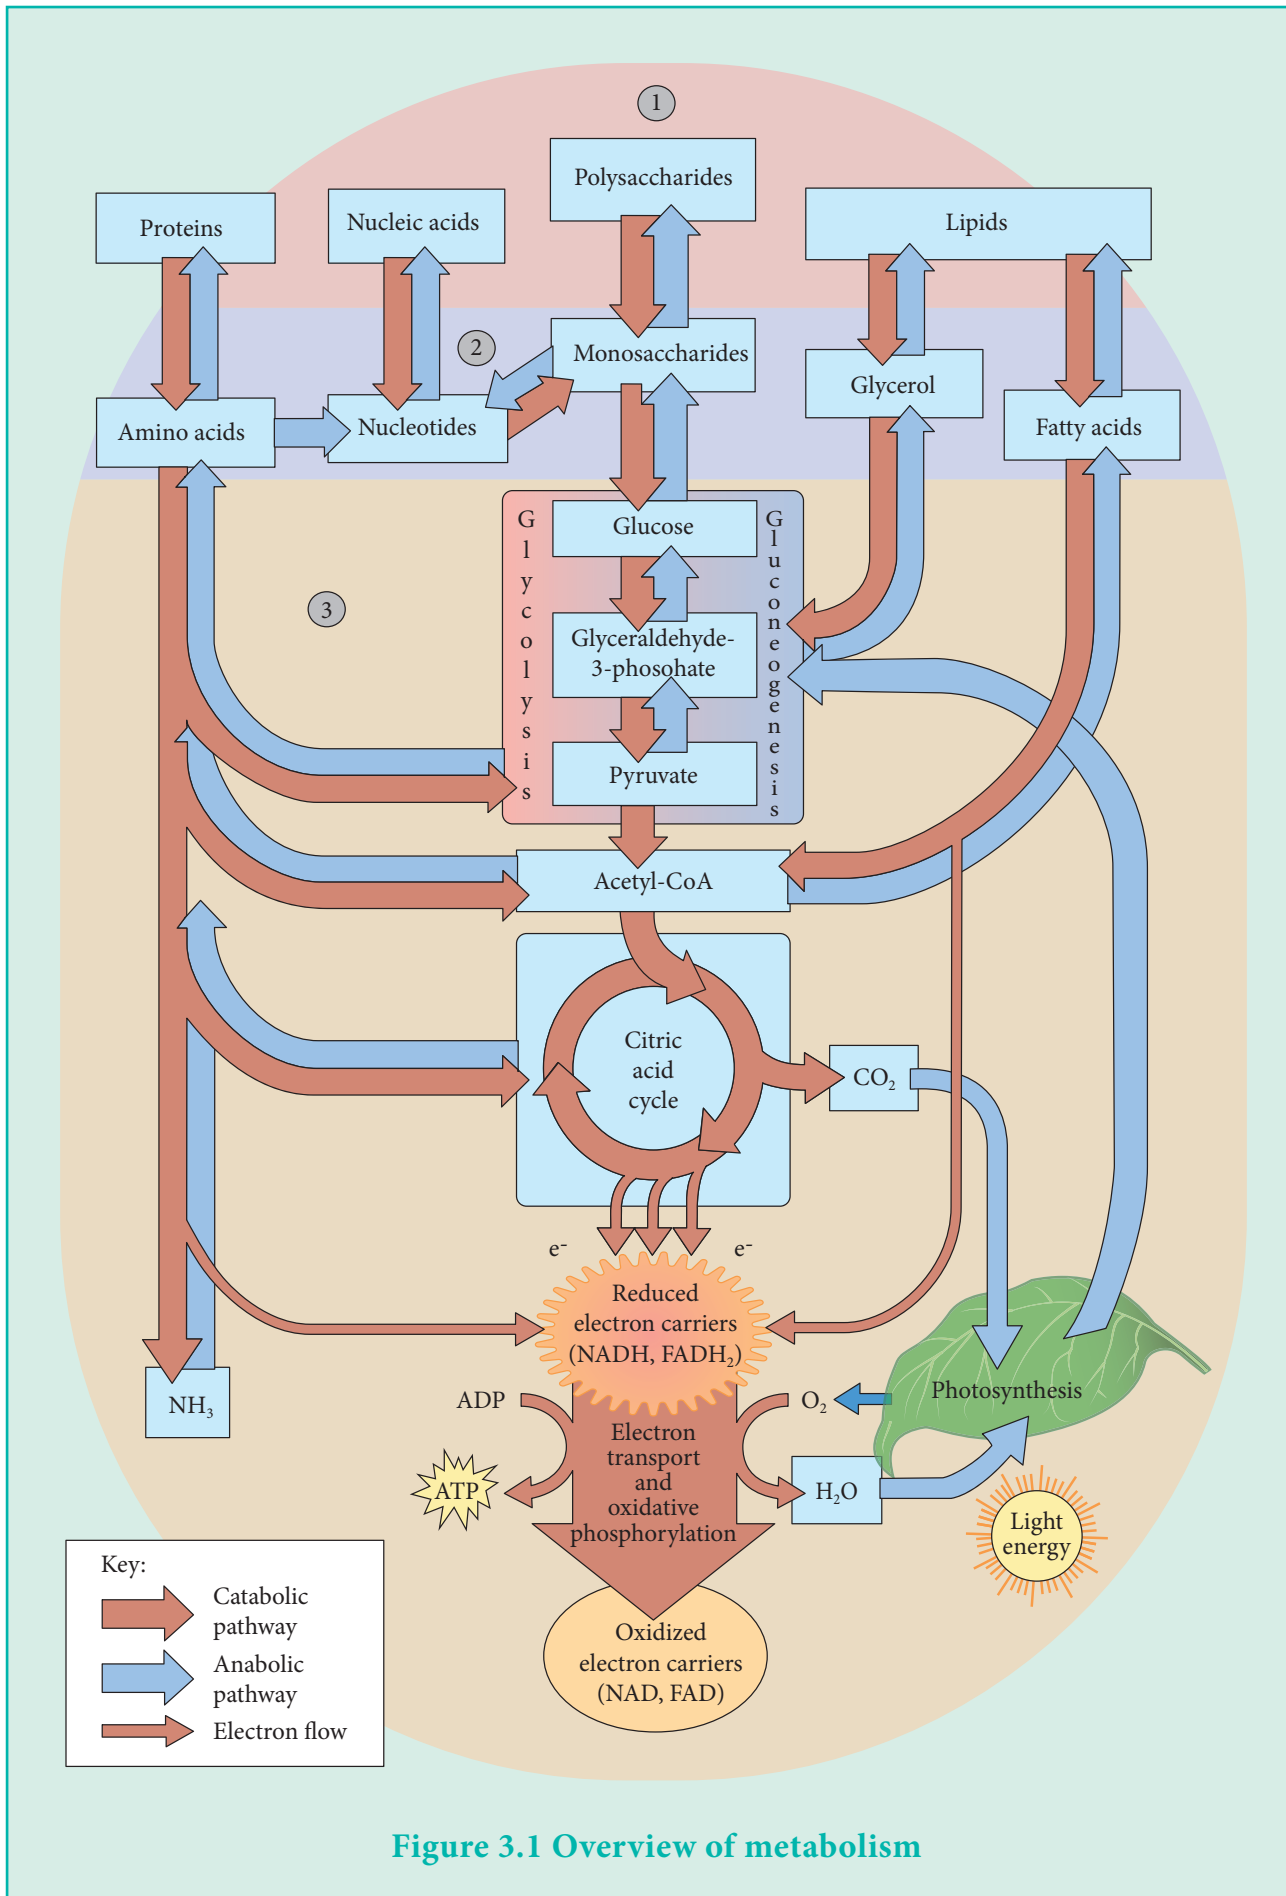 1
Polysaccharides
Proteins
Nucleic acids
Lipids
2
Monosaccharides
Glycerol
Amino acids
Nucleotides
Fatty acids
Glycolysis
Glucose
Gluconeogenesis
3
Glyceraldehyde-
3-phosohate
Pyruvate
Acetyl-CoA
Citric
acid
cycle
CO₂
e-
e-
Reduced
electron carriers
(NADH, FADH₂)
NH₃
ADP
O₂
Photosynthesis
Electron
transport
and
oxidative
phosphorylation
ATP
H₂O
Light
energy
Key:
Catabolic
pathway
Anabolic
pathway
Electron flow
Oxidized
electron carriers
(NAD, FAD)
Figure 3.1 Overview of metabolism